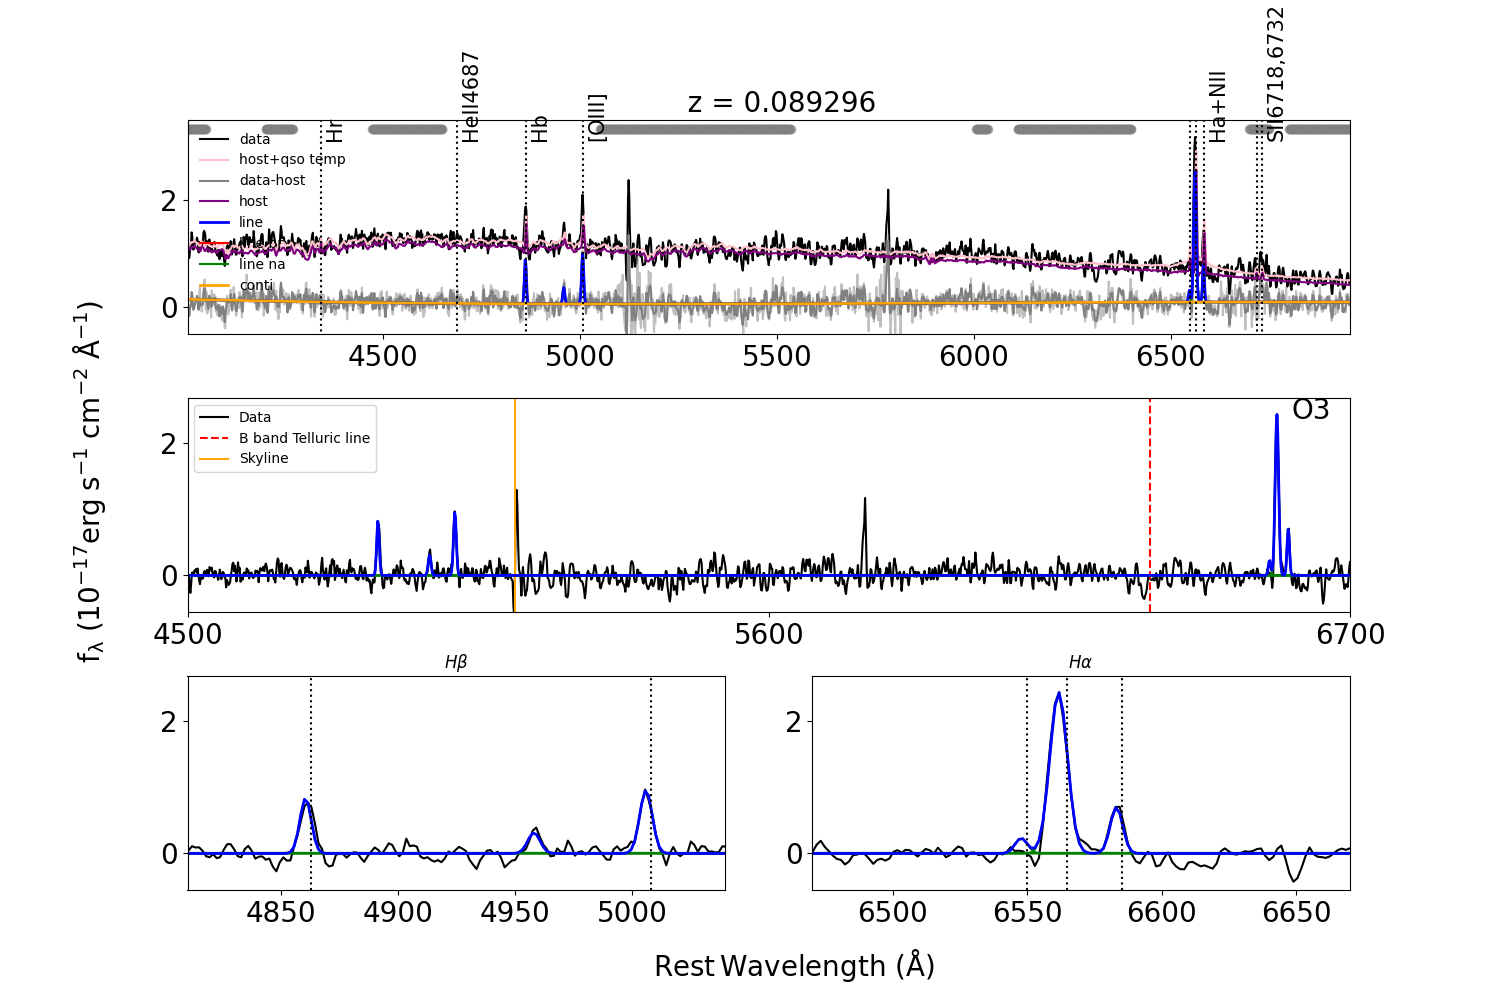 z = 0.089296
Hr
HeII4687
Hb
[OIII]
Ha+NII
SII6718,6732
data
host+qso temp
data-host
host
line
line na
conti
2
0
4500 5000 5500 6000 6500
fλ (10−17erg s−1 cm−2 Å−1)
Data
B band Telluric line
Skyline
O3
2
0
4500 5600 6700
Hβ
2
0
4850 4900 4950 5000
Hα
2
0
6500 6550 6600 6650
Rest Wavelength (Å)